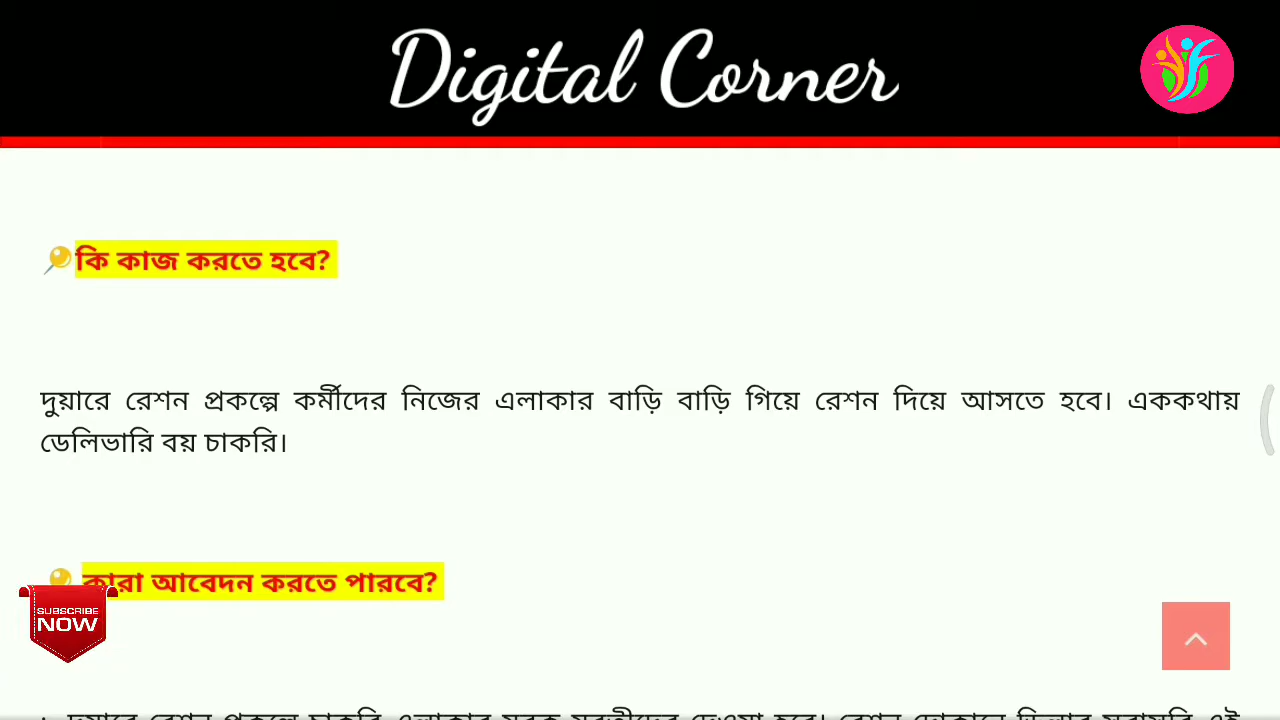 Digital Corner
কি কাজ করতে হবে?
দুয়ারে রেশন প্রকল্পে কর্মীদের নিজের এলাকার বাড়ি বাড়ি গিয়ে রেশন দিয়ে আসতে হবে। এককথায়
ডেলিভারি বয় চাকরি।
কারা আবেদন করতে পারবে?
SUBSCRIBE
NOW